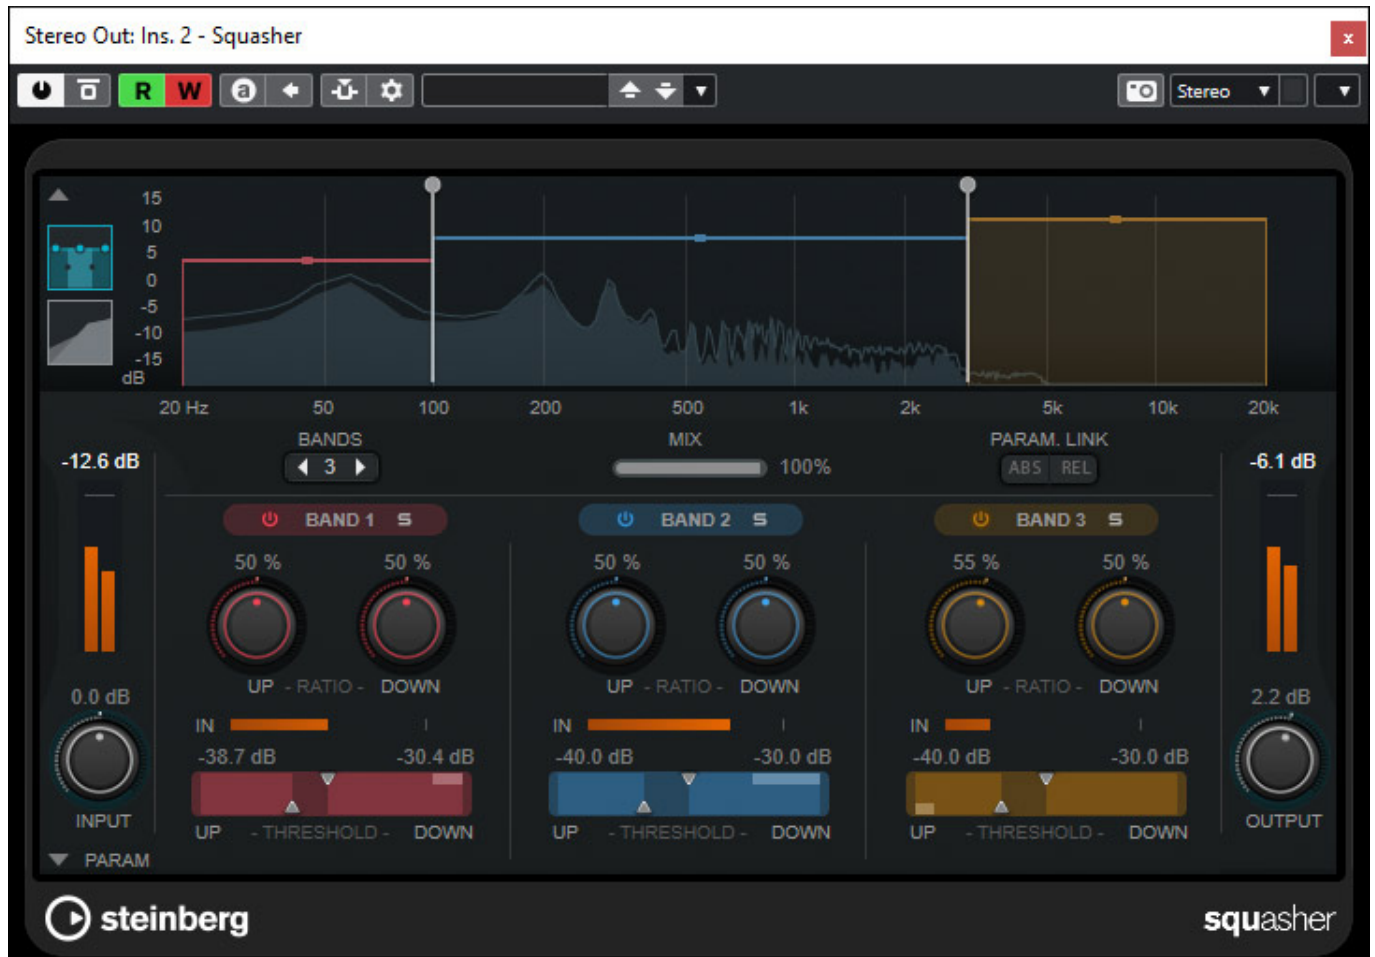 Stereo Out: Ins. 2 - Squasher
x
R W a Stereo
15
10
5
0
-5
-10
-15
dB
20 Hz 50 100 200 500 1k 2k 5k 10k 20k
BANDS MIX PARAM. LINK
-12.6 dB 3 100% ABS REL -6.1 dB
BAND 1 S BAND 2 S BAND 3 S
50 % 50 % 50 % 50 % 55 % 50 %
UP - RATIO - DOWN UP - RATIO - DOWN UP - RATIO - DOWN
0.0 dB 2.2 dB
IN IN IN
-38.7 dB -30.4 dB -40.0 dB -30.0 dB -40.0 dB -30.0 dB
INPUT OUTPUT
UP - THRESHOLD - DOWN UP - THRESHOLD - DOWN UP - THRESHOLD - DOWN
PARAM
steinberg squasher